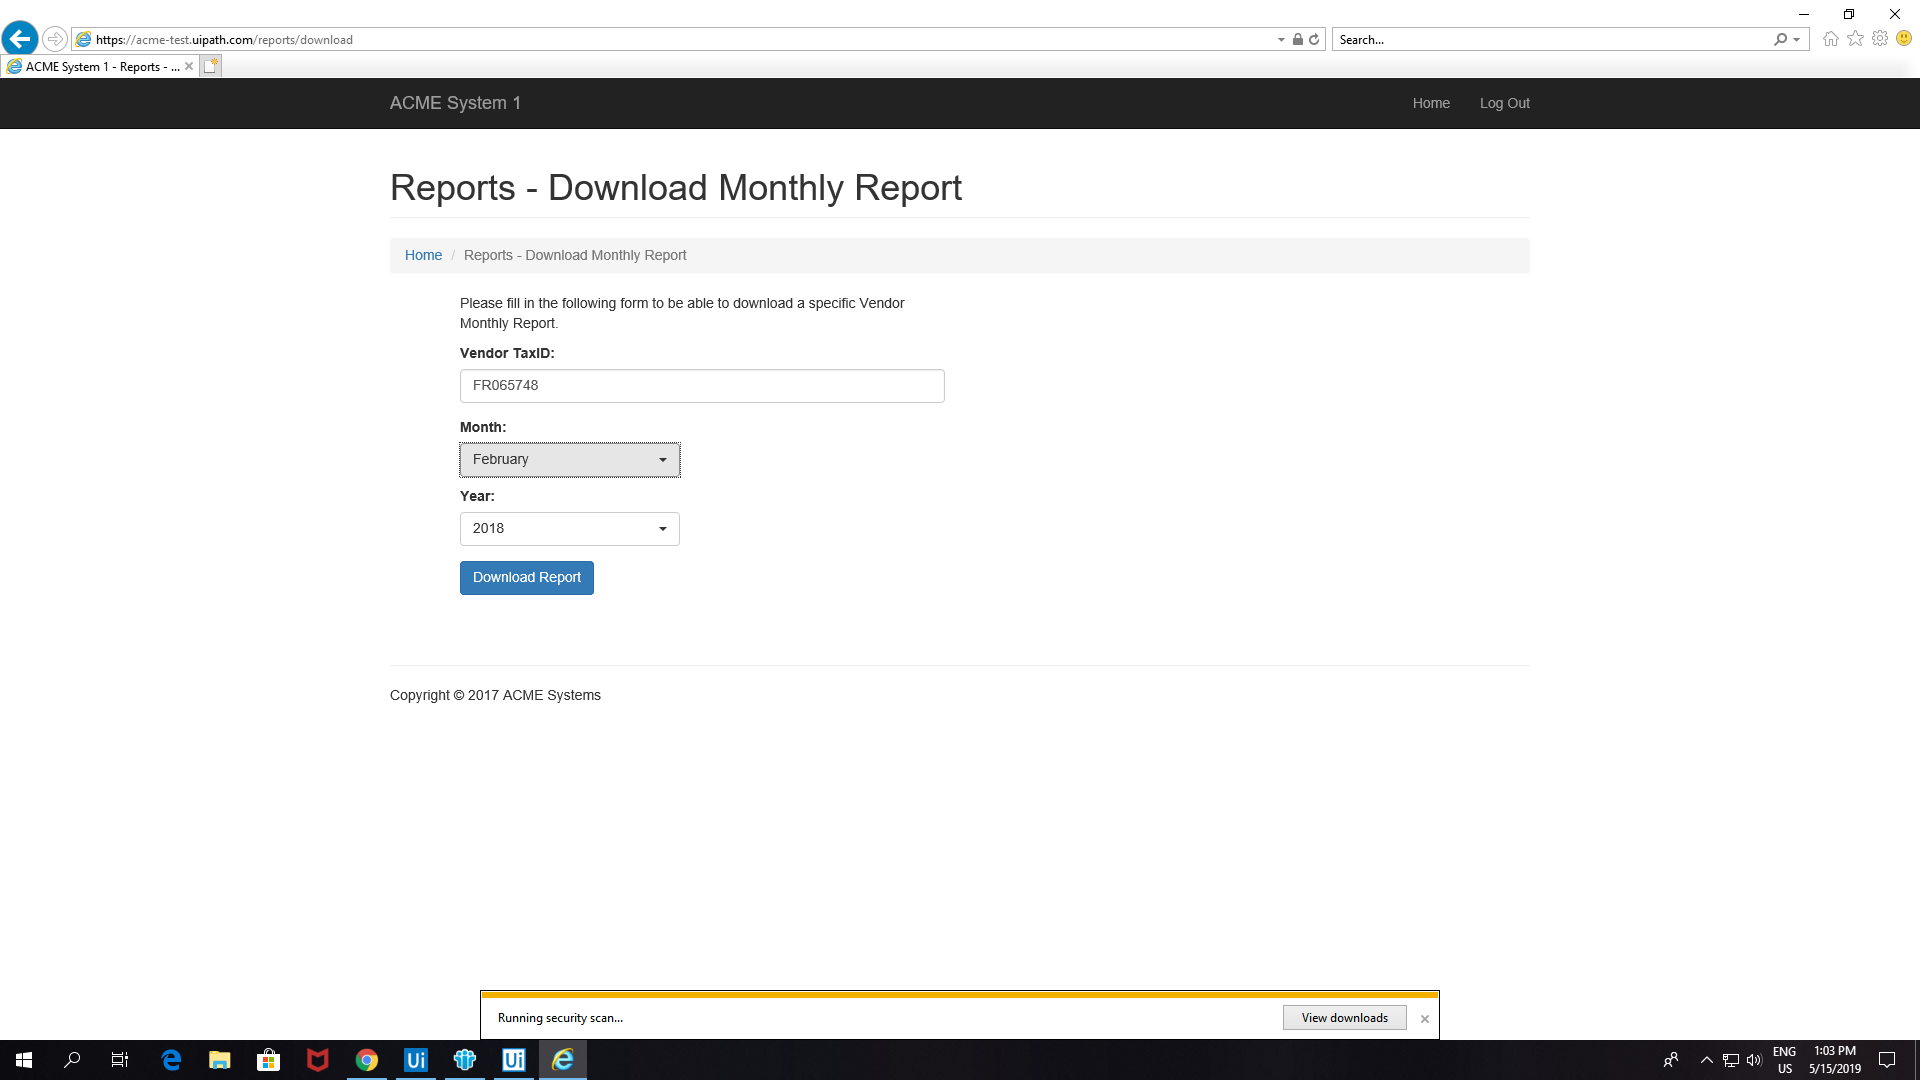 https://acme-test.uipath.com/reports/download
Search...
ACME System 1 - Reports - ...
ACME System 1
Home
Log Out
Reports - Download Monthly Report
Home / Reports - Download Monthly Report
Please fill in the following form to be able to download a specific Vendor
Monthly Report.
Vendor TaxID:
FR065748
Month:
February
Year:
2018
Download Report
Copyright © 2017 ACME Systems
Running security scan...
View downloads
Ui
Ui
ENG
US
1:03 PM
5/15/2019